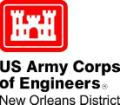 US Army Corps
of Engineers®
New Orleans District